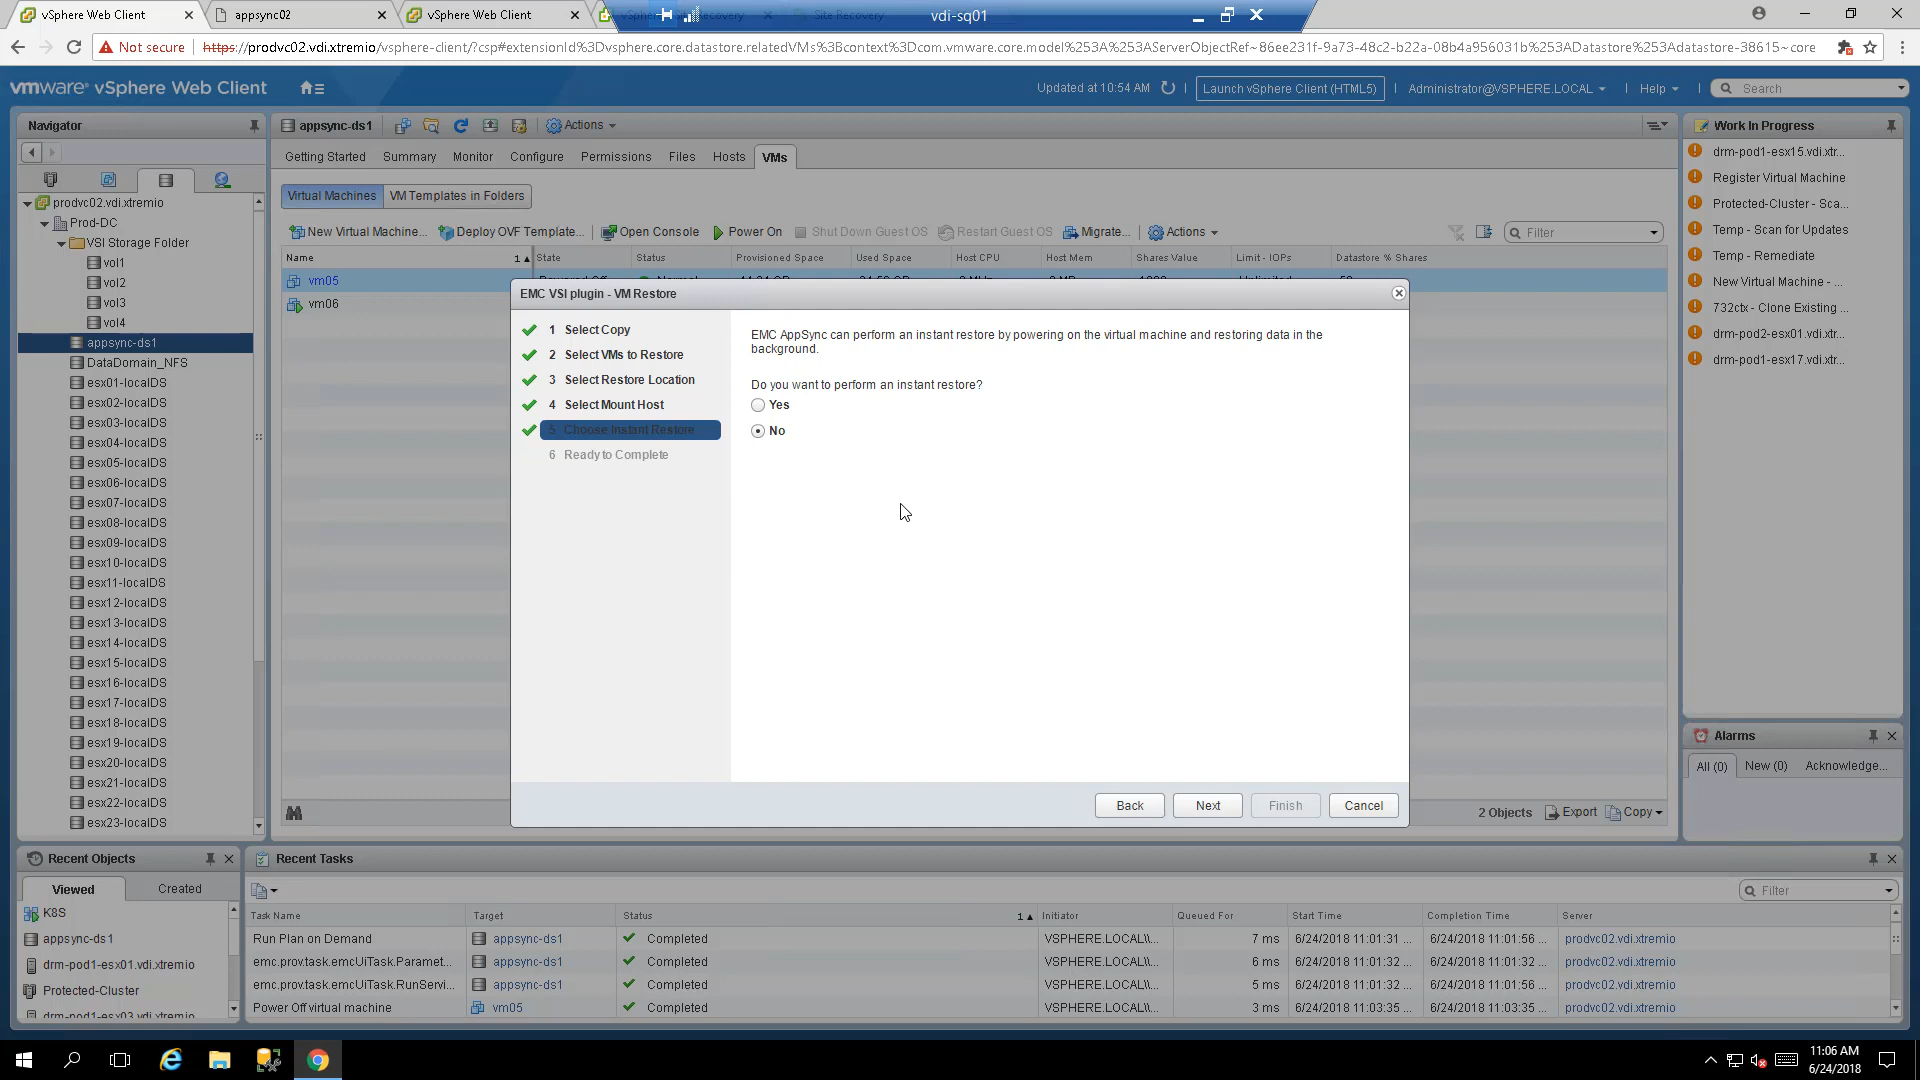 vSphere Web Client
appsync02
vSphere Web Client
vSphere
Recovery
Site Recovery
vdi-sq01
Not secure
https://prodvc02.vdi.xtremio/vsphere-client/?csp#extensionId%3Dvsphere.core.datastore.relatedVMs%3Bcontext%3Dcom.vmware.core.model%253A%253AServerObjectRef~86ee231f-9a73-48c2-b22a-08b4a956031b%253ADatastore%253Adatastore-38615~core
vmware® vSphere Web Client
Updated at 10:54 AM
Launch vSphere Client (HTML5)
Administrator@VSPHERE.LOCAL
Help
Search
Navigator
appsync-ds1
Actions
Work In Progress
Getting Started
Summary
Monitor
Configure
Permissions
Files
Hosts
VMs
Virtual Machines
VM Templates in Folders
New Virtual Machine...
Deploy OVF Template...
Open Console
Power On
Shut Down Guest OS
Restart Guest OS
Migrate...
Actions
Filter
Name
1
State
Status
Provisioned Space
Used Space
Host CPU
Host Mem
Shares Value
Limit - IOPs
Datastore % Shares
vm05
vm06
prodvc02.vdi.xtremio
Prod-DC
VSI Storage Folder
vol1
vol2
vol3
vol4
appsync-ds1
DataDomain_NFS
esx01-localDS
esx02-localDS
esx03-localDS
esx04-localDS
esx05-localDS
esx06-localDS
esx07-localDS
esx08-localDS
esx09-localDS
esx10-localDS
esx11-localDS
esx12-localDS
esx13-localDS
esx14-localDS
esx15-localDS
esx16-localDS
esx17-localDS
esx18-localDS
esx19-localDS
esx20-localDS
esx21-localDS
esx22-localDS
esx23-localDS
EMC VSI plugin - VM Restore
1 Select Copy
2 Select VMs to Restore
3 Select Restore Location
4 Select Mount Host
5 Choose Instant Restore
6 Ready to Complete
EMC AppSync can perform an instant restore by powering on the virtual machine and restoring data in the
background.
Do you want to perform an instant restore?
Yes
No
Back
Next
Finish
Cancel
2 Objects
Export
Copy
drm-pod1-esx15.vdi.xtr...
Register Virtual Machine
Protected-Cluster - Sca...
Temp - Scan for Updates
Temp - Remediate
New Virtual Machine - ...
732ctx - Clone Existing ...
drm-pod2-esx01.vdi.xt...
drm-pod1-esx17.vdi.xtr...
Alarms
All (0)
New (0)
Acknowledge...
Recent Objects
Viewed
Created
K8S
appsync-ds1
drm-pod1-esx01.vdi.xtremio
Protected-Cluster
drm-pod1-esx03.vdi.xtremio
Recent Tasks
Filter
Task Name
Target
Status
1
Initiator
Queued For
Start Time
Completion Time
Server
Run Plan on Demand
appsync-ds1
Completed
VSPHERE.LOCAL\\...
7 ms
6/24/2018 11:01:31 ...
6/24/2018 11:01:56 ...
prodvc02.vdi.xtremio
emc.prov.task.emcUiTask.Paramet...
appsync-ds1
Completed
VSPHERE.LOCAL\\...
6 ms
6/24/2018 11:01:32 ...
6/24/2018 11:01:32 ...
prodvc02.vdi.xtremio
emc.prov.task.emcUiTask.RunServi...
appsync-ds1
Completed
VSPHERE.LOCAL\\...
5 ms
6/24/2018 11:01:32 ...
6/24/2018 11:01:56 ...
prodvc02.vdi.xtremio
Power Off virtual machine
vm05
Completed
VSPHERE.LOCAL\\...
3 ms
6/24/2018 11:03:35 ...
6/24/2018 11:03:35 ...
prodvc02.vdi.xtremio
11:06 AM
6/24/2018